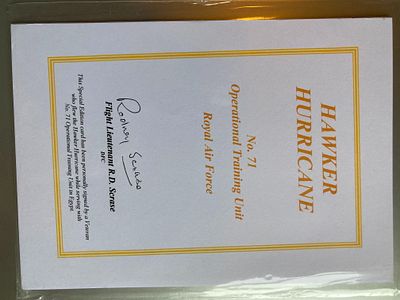 HAWKER
HURRICANE
No. 71
Operational Training Unit
Royal Air Force
Rodney Scrase
Flight Lieutenant R.D. Scrase
DFC
This Special Edition card has been personally signed by a Veteran
who flew the Hawker Hurricane while serving with
No. 71 Operational Training Unit in Egypt.